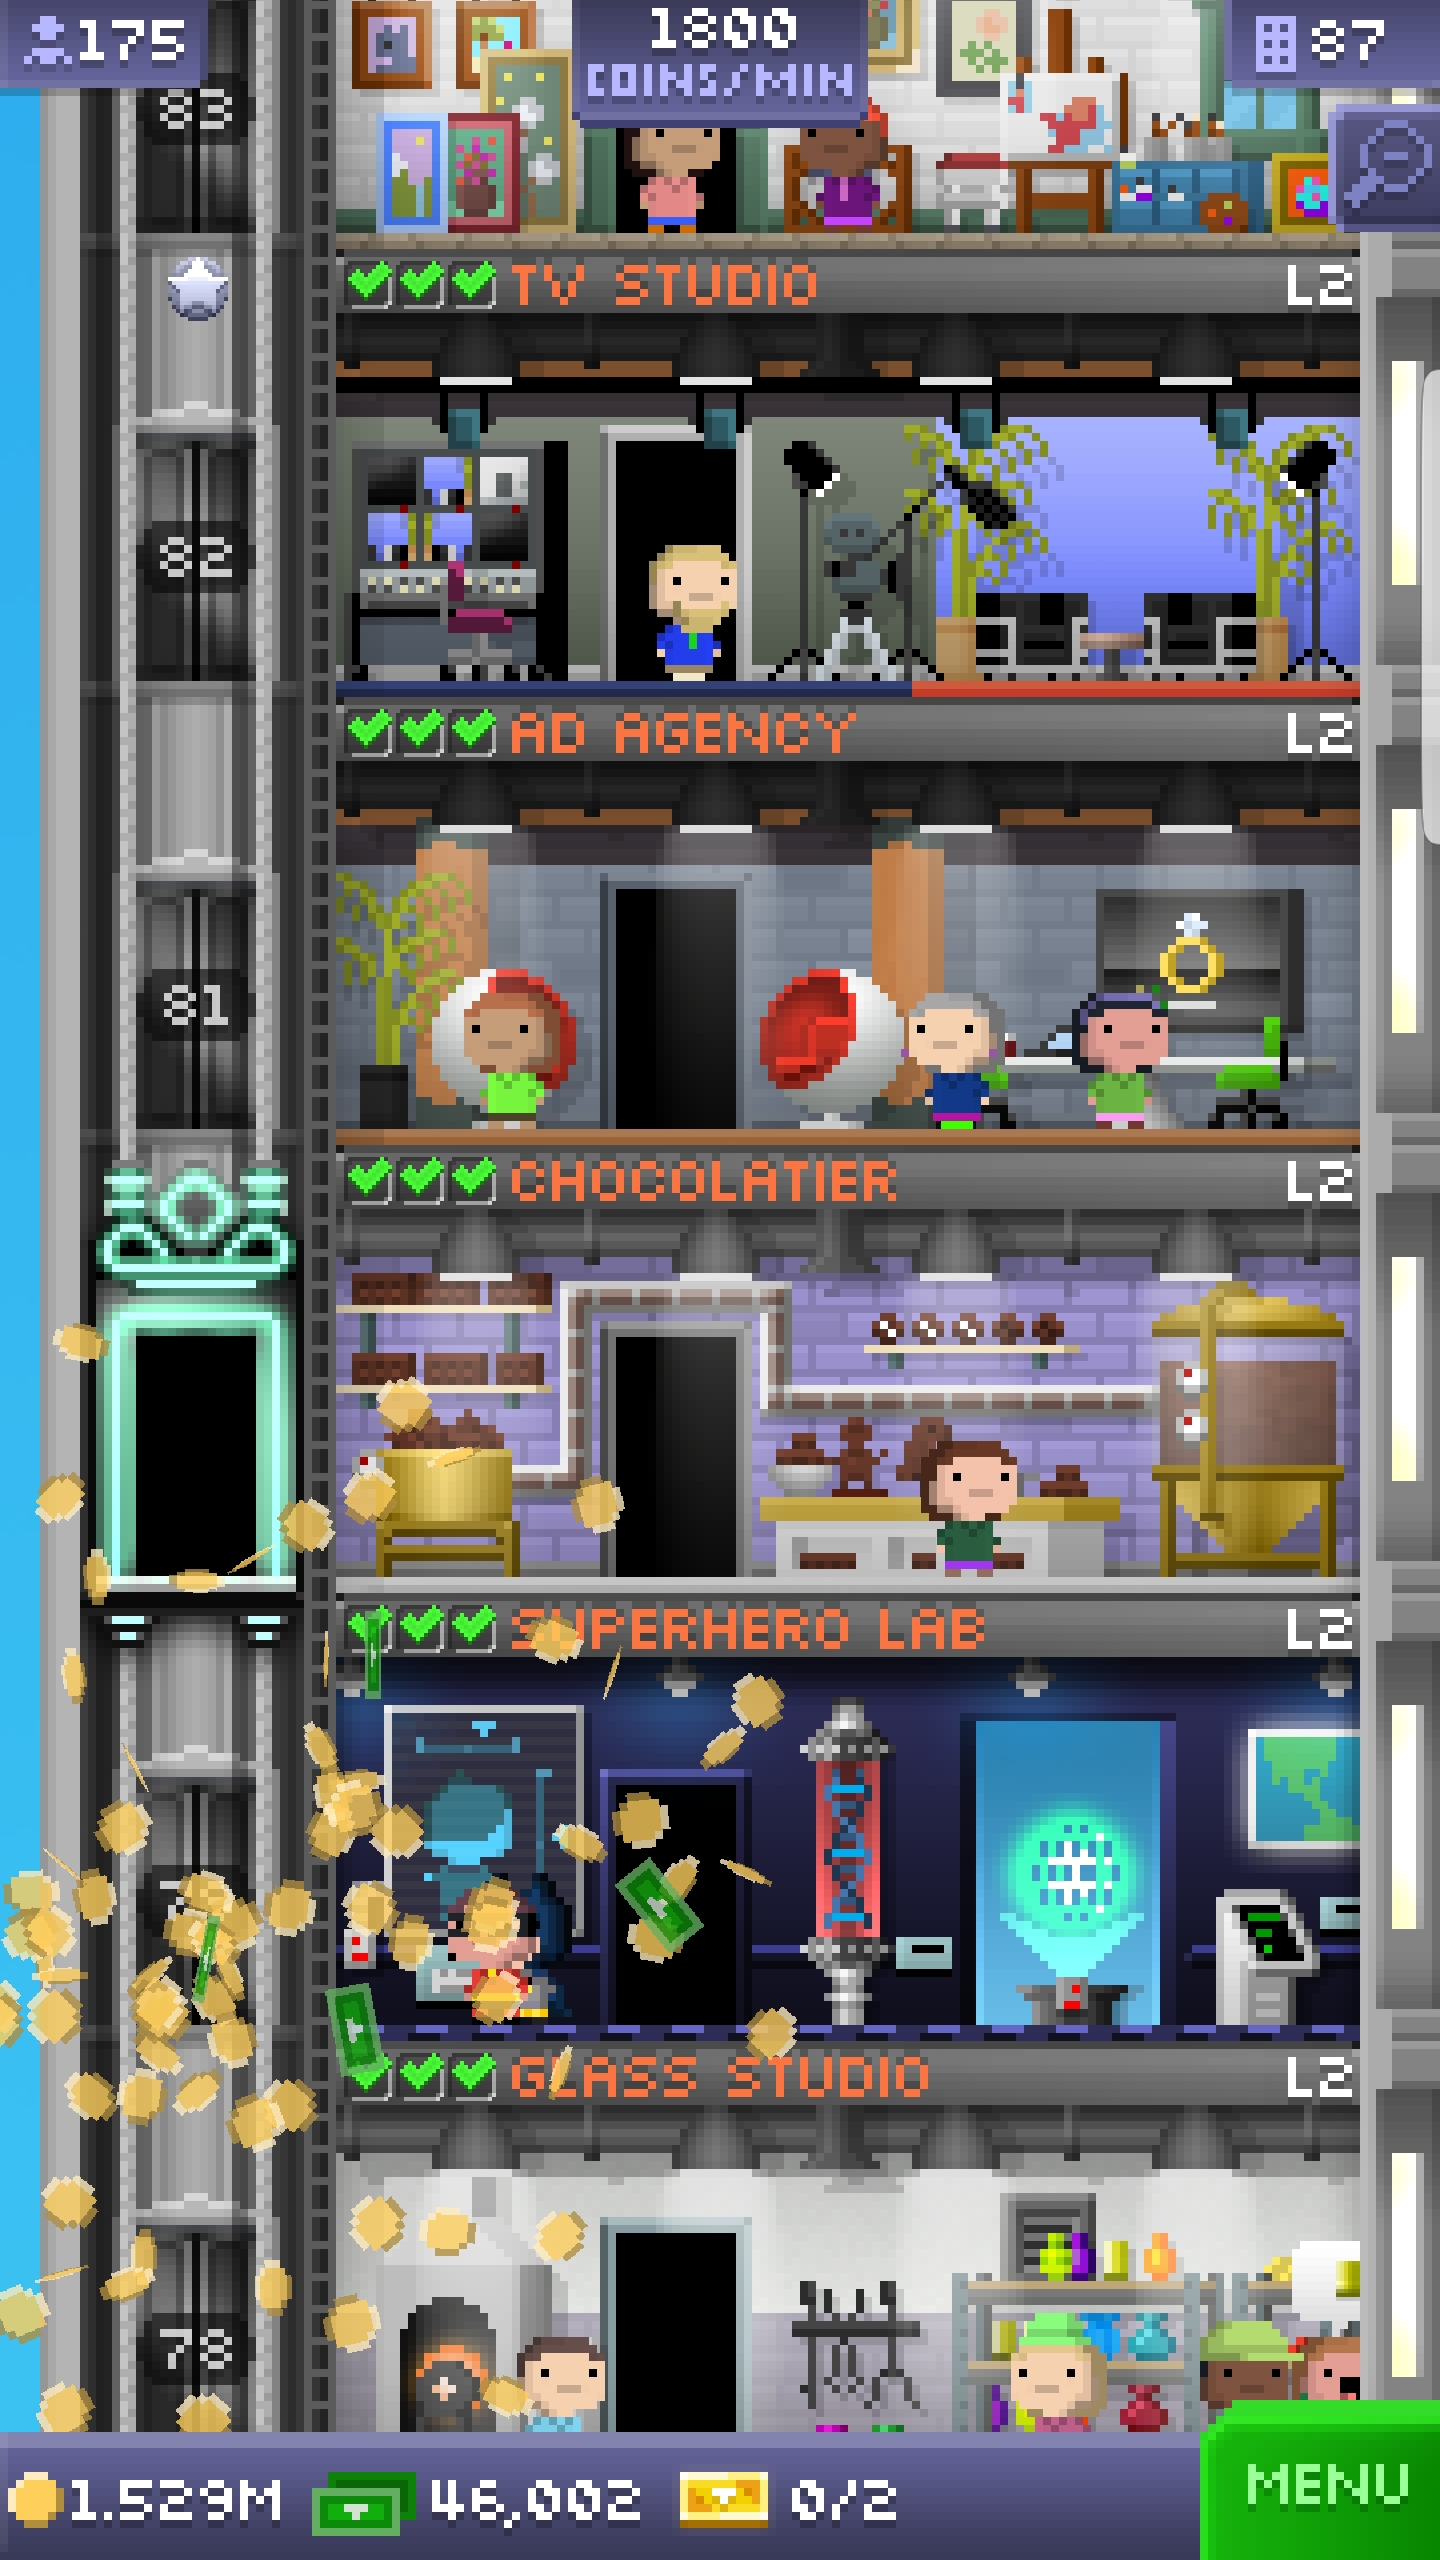 175
1800
COINS/MIN
87
83
TV STUDIO L2
82
AD AGENCY L2
81
CHOCOLATIER L2
SUPERHERO LAB L2
GLASS STUDIO L2
78
1.529M 46,002 0/2
MENU